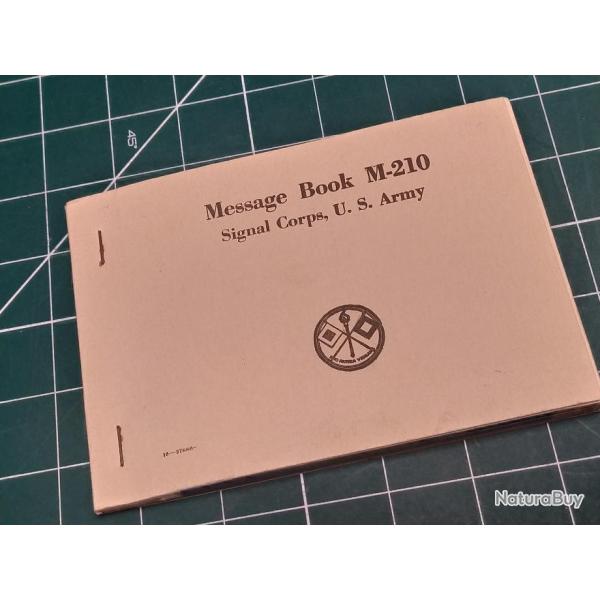 45°
Message Book M-210
Signal Corps, U. S. Army
NaturaBuy